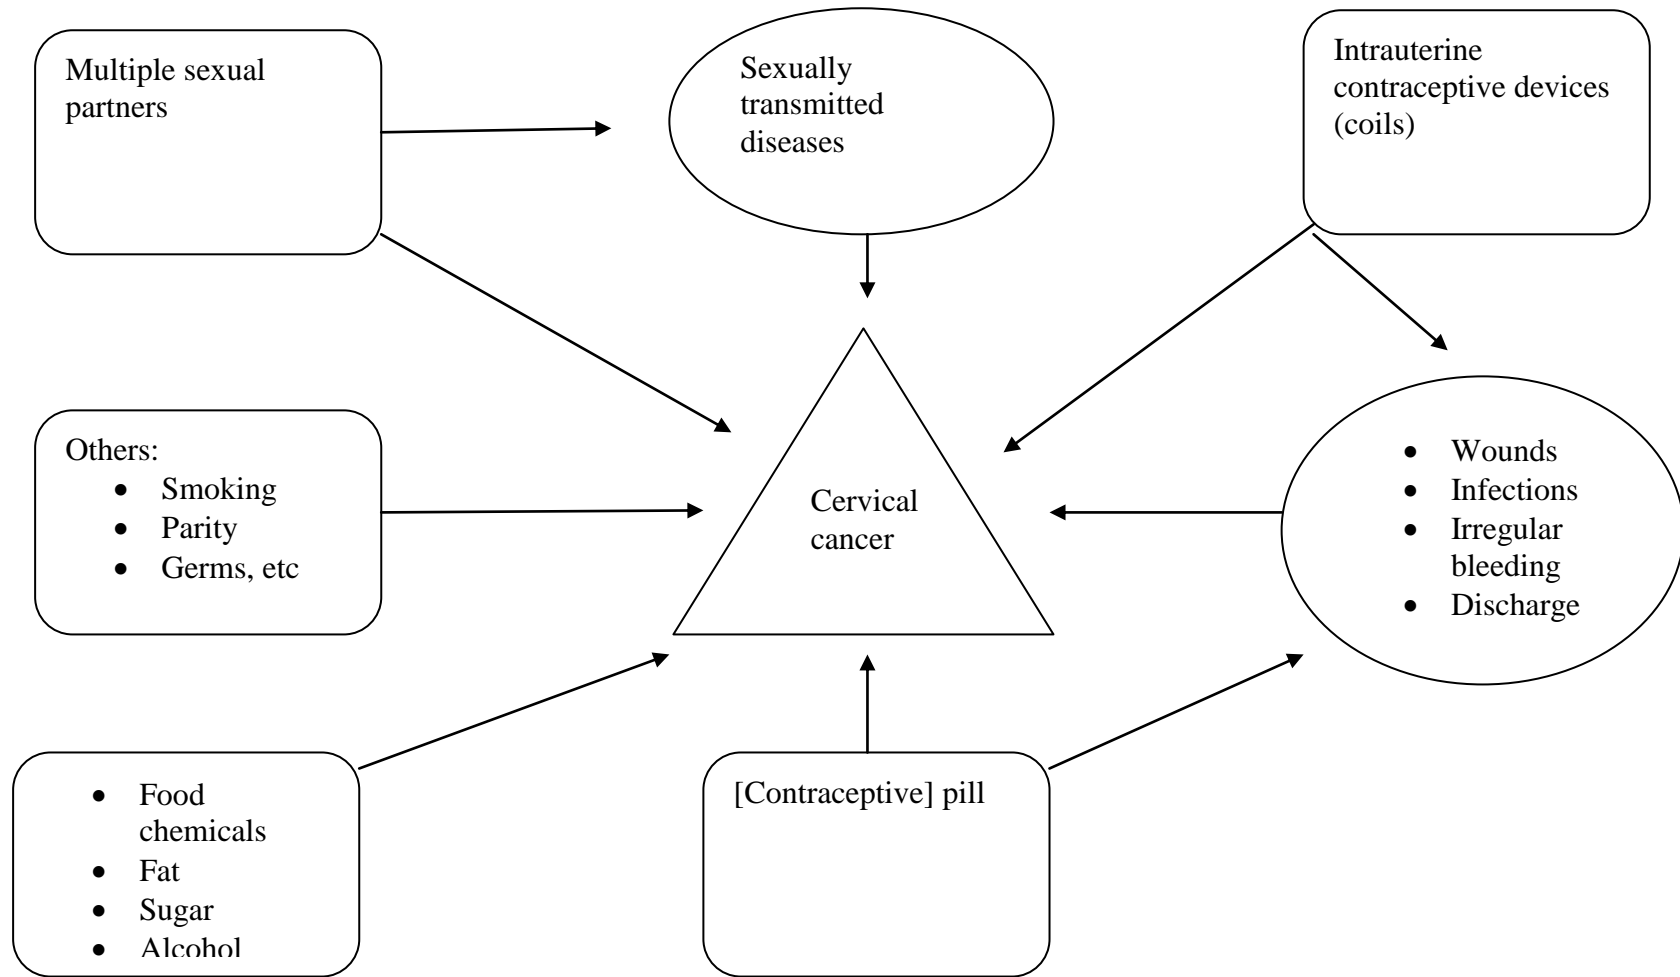 Multiple sexual
partners
Sexually
transmitted
diseases
Intrauterine
contraceptive devices
(coils)
Others:
• Smoking
• Parity
• Germs, etc
Cervical
cancer
• Wounds
• Infections
• Irregular
bleeding
• Discharge
• Food
chemicals
• Fat
• Sugar
• Alcohol
[Contraceptive] pill